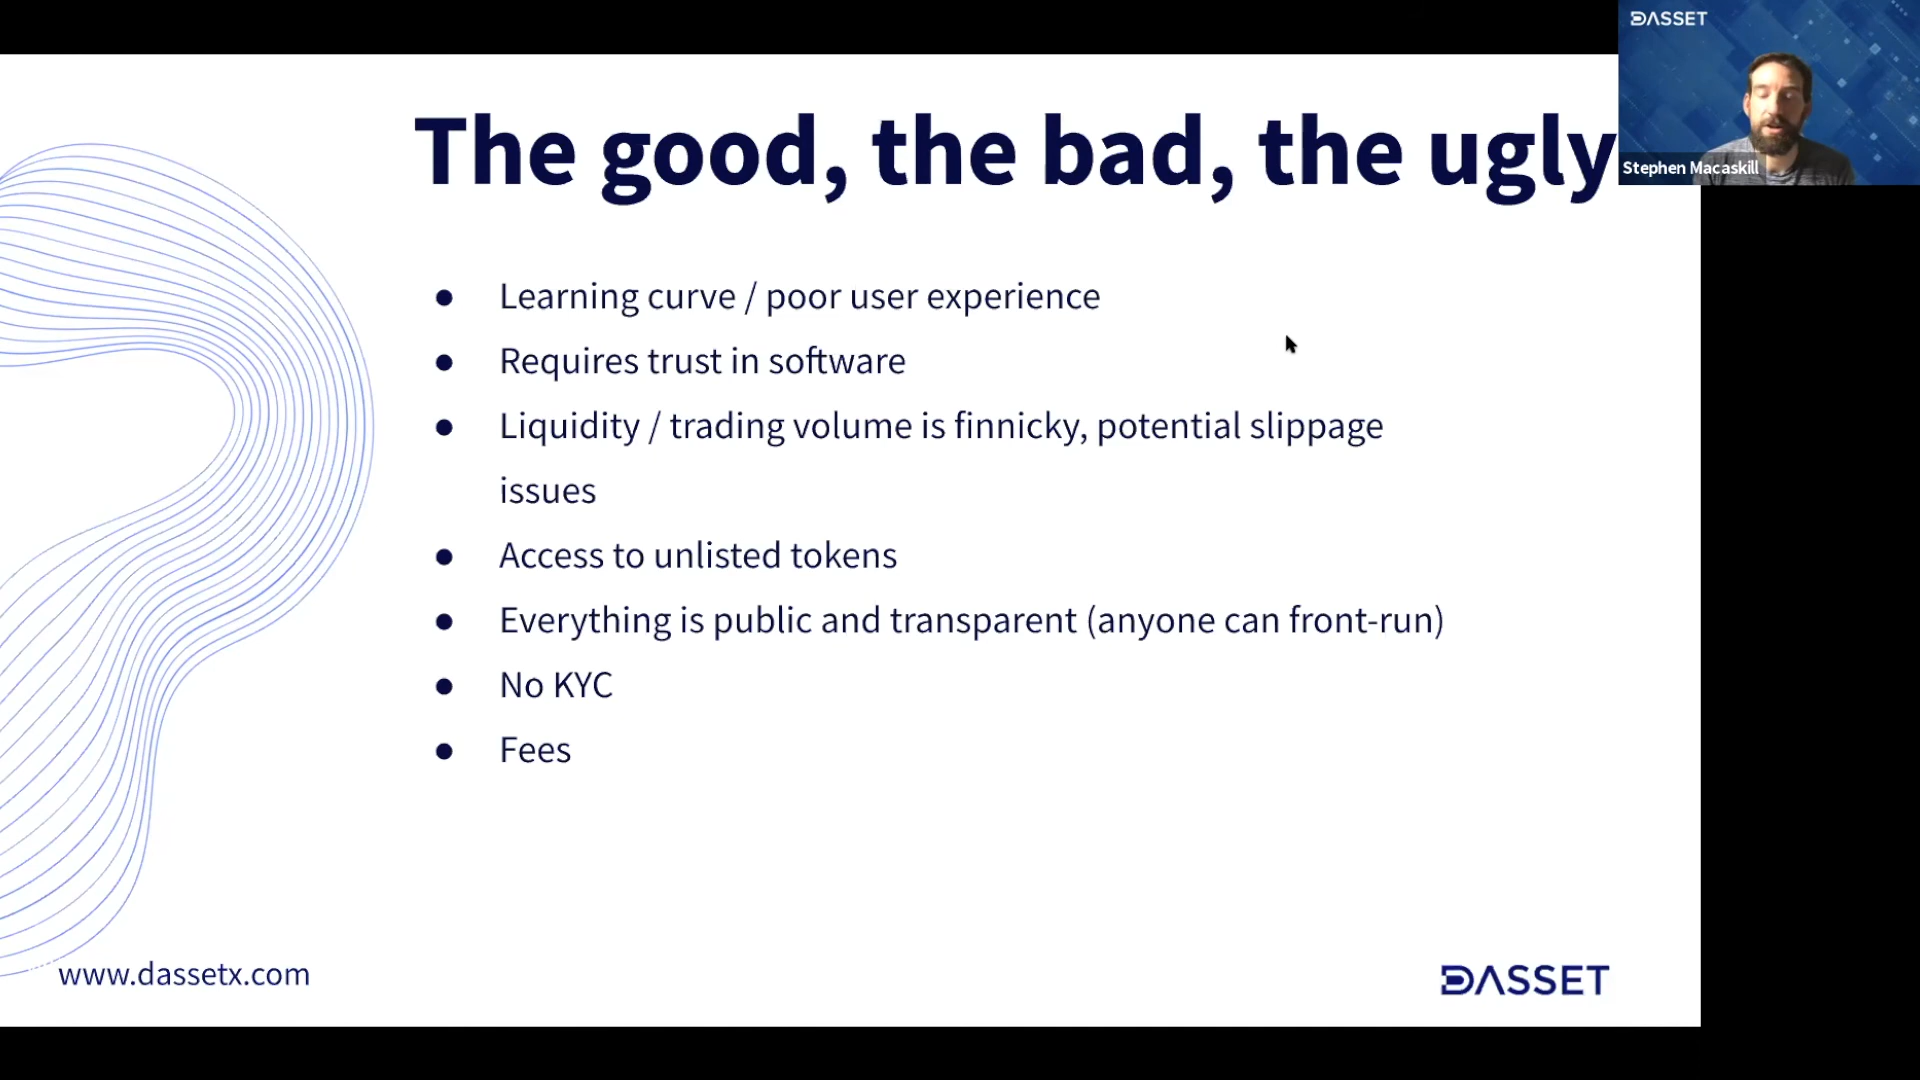 DASSET
The good, the bad, the ugly
Stephen Macaskill
● Learning curve / poor user experience
● Requires trust in software
● Liquidity / trading volume is finnicky, potential slippage
issues
● Access to unlisted tokens
● Everything is public and transparent (anyone can front-run)
● No KYC
● Fees
www.dassetx.com
DASSET